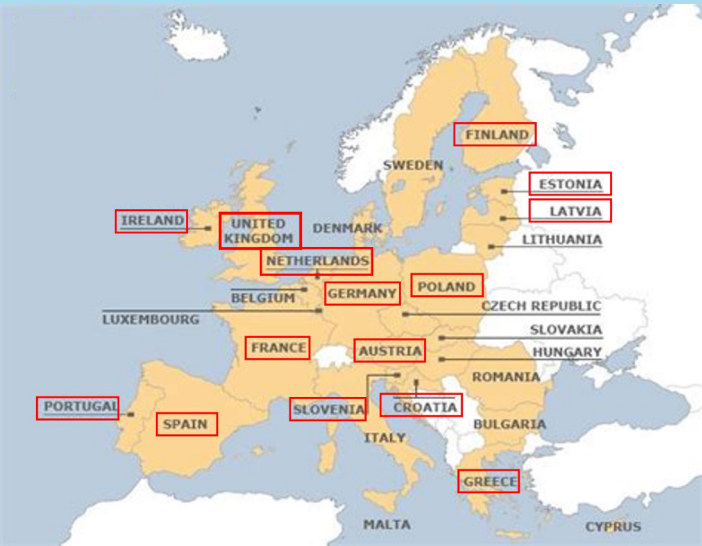 FINLAND
SWEDEN
ESTONIA
LATVIA
IRELAND
UNITED
KINGDOM
DENMARK
LITHUANIA
NETHERLANDS
POLAND
GERMANY
BELGIUM
CZECH REPUBLIC
LUXEMBOURG
SLOVAKIA
FRANCE
AUSTRIA
HUNGARY
ROMANIA
PORTUGAL
SLOVENIA
CROATIA
SPAIN
BULGARIA
ITALY
GREECE
MALTA
CYPRUS